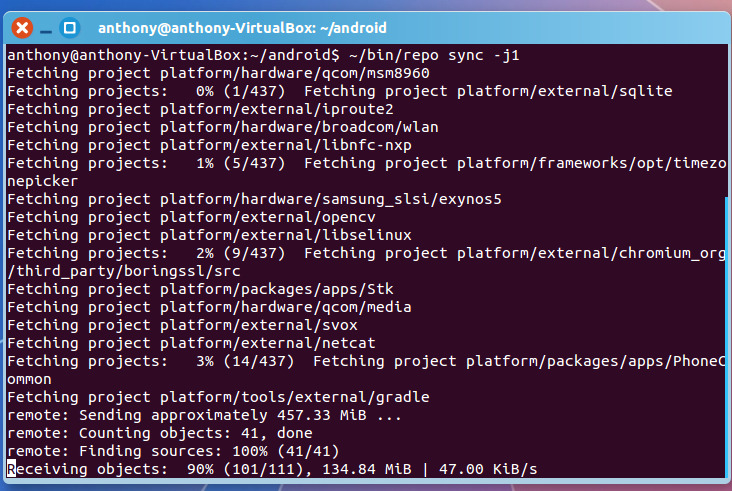 anthony@anthony-VirtualBox: ~/android
anthony@anthony-VirtualBox:~/android$ ~/bin/repo sync -j1
Fetching project platform/hardware/qcom/msm8960
Fetching projects:   0% (1/437)  Fetching project platform/external/sqlite
Fetching project platform/external/iproute2
Fetching project platform/hardware/broadcom/wlan
Fetching project platform/external/libnfc-nxp
Fetching projects:   1% (5/437)  Fetching project platform/frameworks/opt/timezo
nepicker
Fetching project platform/hardware/samsung_slsi/exynos5
Fetching project platform/external/opencv
Fetching project platform/external/libselinux
Fetching projects:   2% (9/437)  Fetching project platform/external/chromium_org
/third_party/boringssl/src
Fetching project platform/packages/apps/Stk
Fetching project platform/hardware/qcom/media
Fetching project platform/external/svox
Fetching project platform/external/netcat
Fetching projects:   3% (14/437)  Fetching project platform/packages/apps/PhoneC
ommon
Fetching project platform/tools/external/gradle
remote: Sending approximately 457.33 MiB ...
remote: Counting objects: 41, done
remote: Finding sources: 100% (41/41)
Receiving objects:  90% (101/111), 134.84 MiB | 47.00 KiB/s